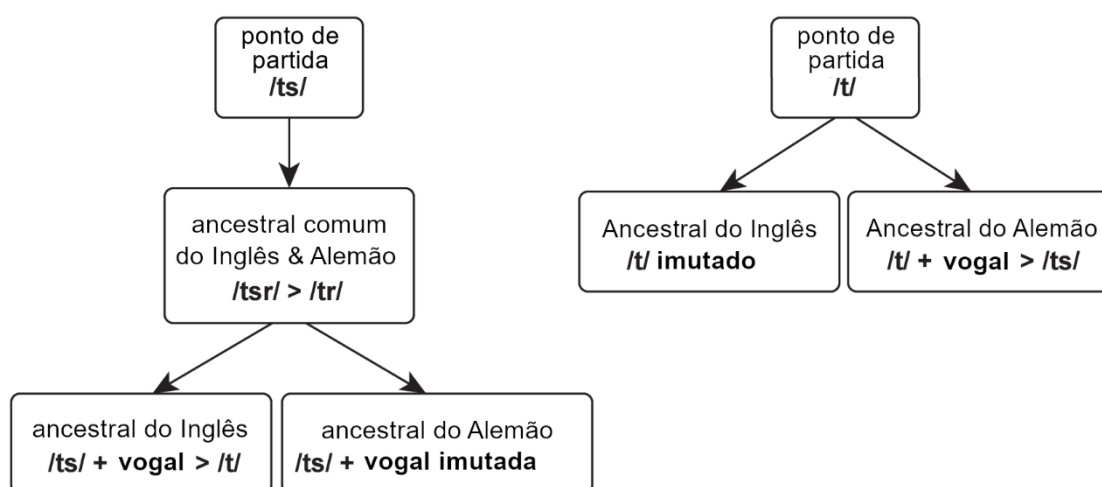 ponto de
partida
/ts/
ancestral comum
do Inglês & Alemão
/tsr/ > /tr/
ancestral do Inglês
/ts/ + vogal > /t/
ancestral do Alemão
/ts/ + vogal imutada
ponto de
partida
/t/
Ancestral do Inglês
/t/ imutado
Ancestral do Alemão
/t/ + vogal > /ts/